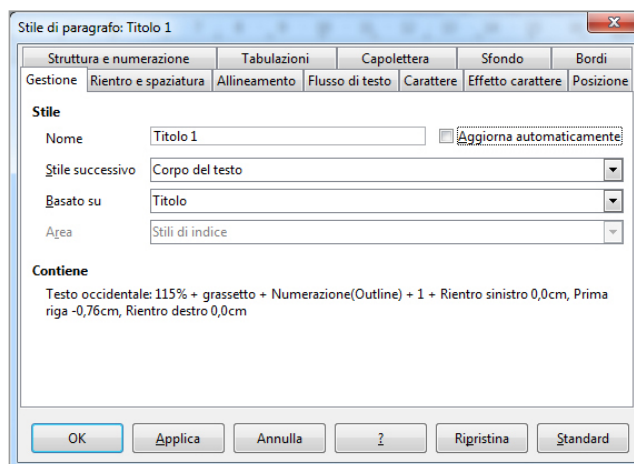 Stile di paragrafo: Titolo 1
Struttura e numerazione Tabulazioni Capolettera Sfondo Bordi
Gestione Rientro e spaziatura Allineamento Flusso di testo Carattere Effetto carattere Posizione
Stile
Nome Titolo 1 Aggiorna automaticamente
Stile successivo Corpo del testo
Basato su Titolo
Area Stili di indice
Contiene
Testo occidentale: 115% + grassetto + Numerazione(Outline) + 1 + Rientro sinistro 0,0cm, Prima
riga -0,76cm, Rientro destro 0,0cm
OK Applica Annulla ? Ripristina Standard